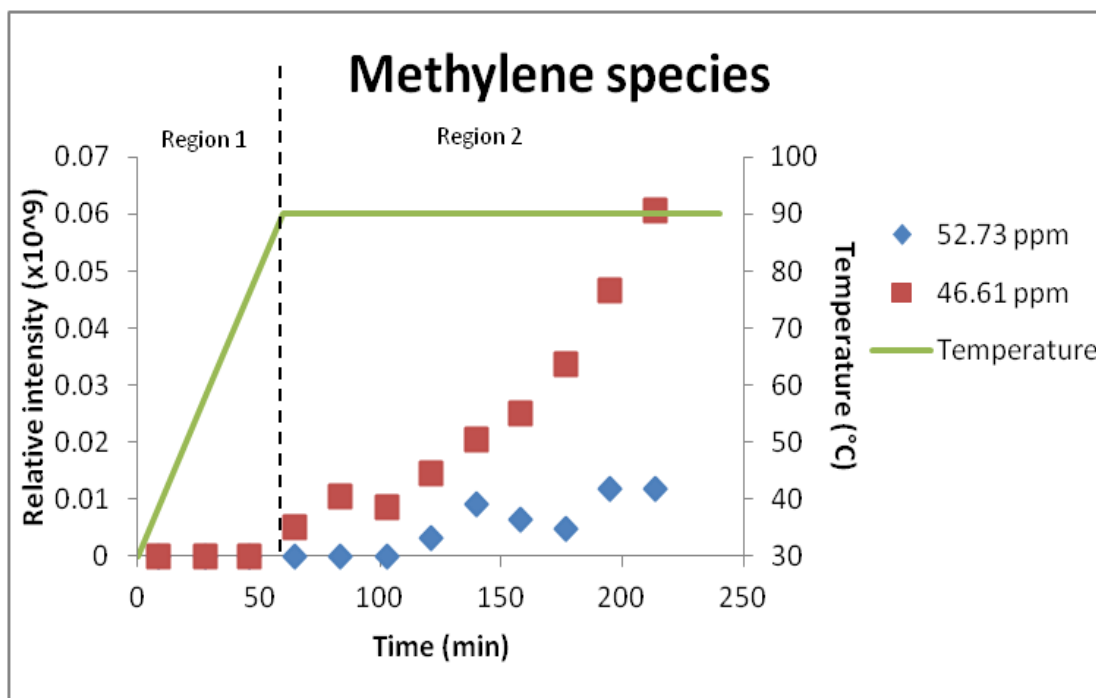 Methylene species
Region 1
Region 2
0.07
0.06
0.05
0.04
0.03
0.02
0.01
0
Relative intensity (x10^9)
100
90
80
70
60
50
40
30
Temperature (°C)
0
50
100
150
200
250
Time (min)
52.73 ppm
46.61 ppm
Temperature